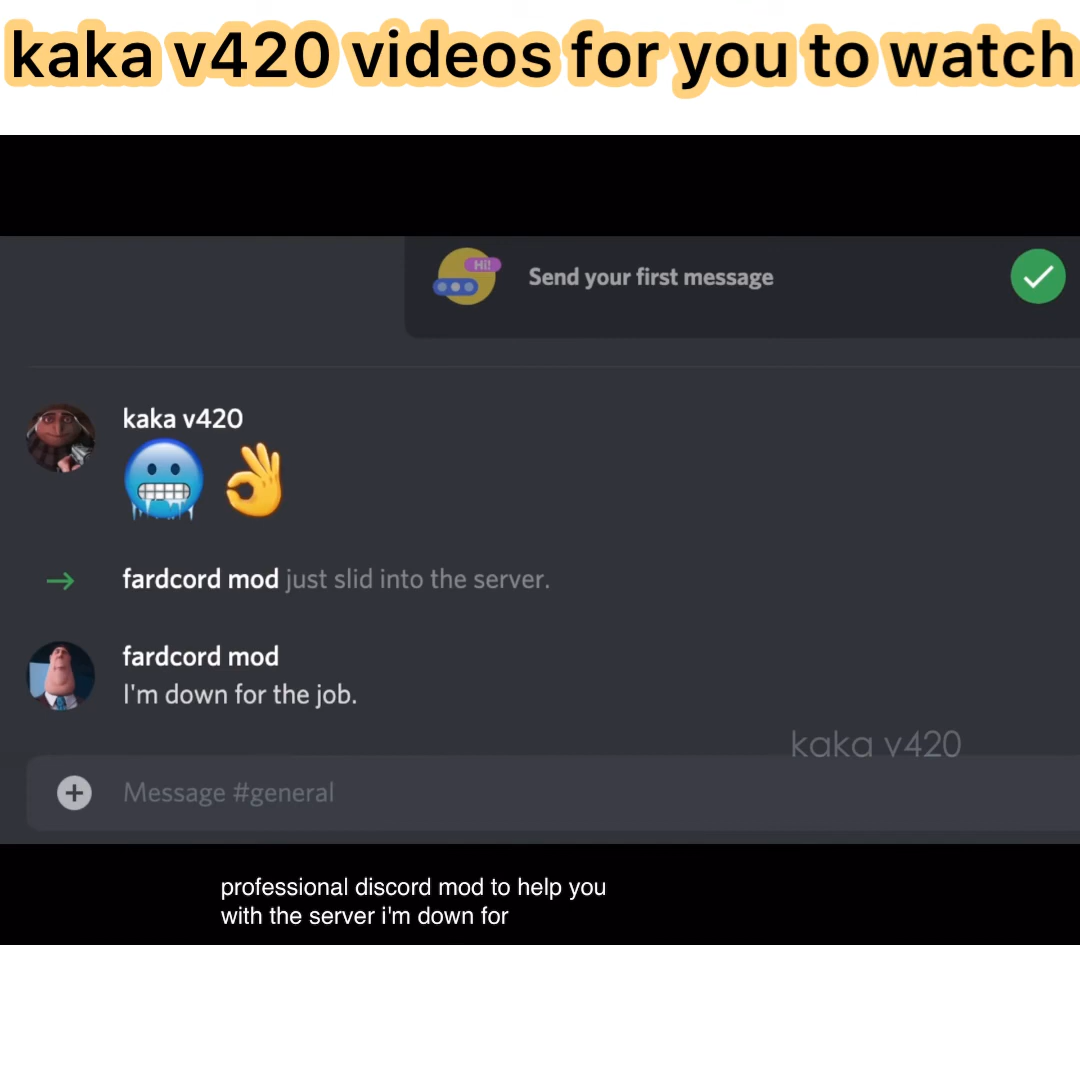 kaka v420 videos for you to watch
Hi!
Send your first message
kaka v420
fardcord mod just slid into the server.
fardcord mod
I'm down for the job.
kaka v420
Message #general
professional discord mod to help you
with the server i'm down for